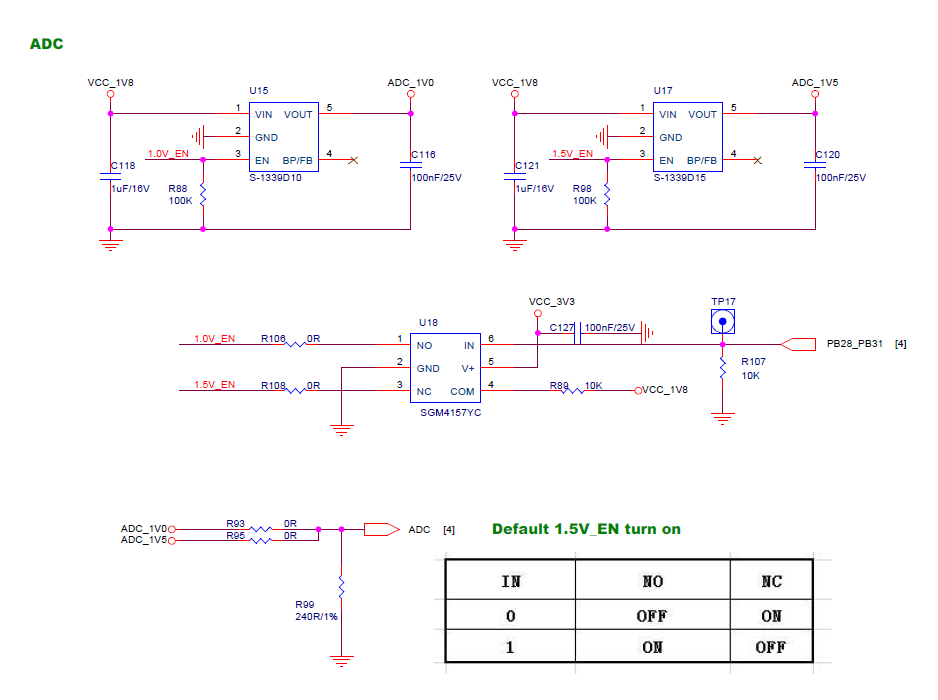 ADC
VCC_1V8
ADC_1V0
VCC_1V8
ADC_1V5
U15
U17
1 VIN VOUT 5
2 GND
1.0V_EN 3 EN BP/FB 4
S-1339D10
C118
1uF/16V
R88
100K
C116
100nF/25V
1 VIN VOUT 5
2 GND
1.5V_EN 3 EN BP/FB 4
S-1339D15
C121
1uF/16V
R98
100K
C120
100nF/25V
VCC_3V3
TP17
U18
C127 100nF/25V
1.0V_EN R106 0R 1 NO IN 6
PB28_PB31 [4]
2 GND V+ 5
R107
10K
1.5V_EN R108 0R 3 NC COM 4 R89 10K VCC_1V8
SGM4157YC
ADC_1V0 R93 0R
ADC [4]
ADC_1V5 R95 0R
R99
240R/1%
Default 1.5V_EN turn on
IN NO NC
0 OFF ON
1 ON OFF